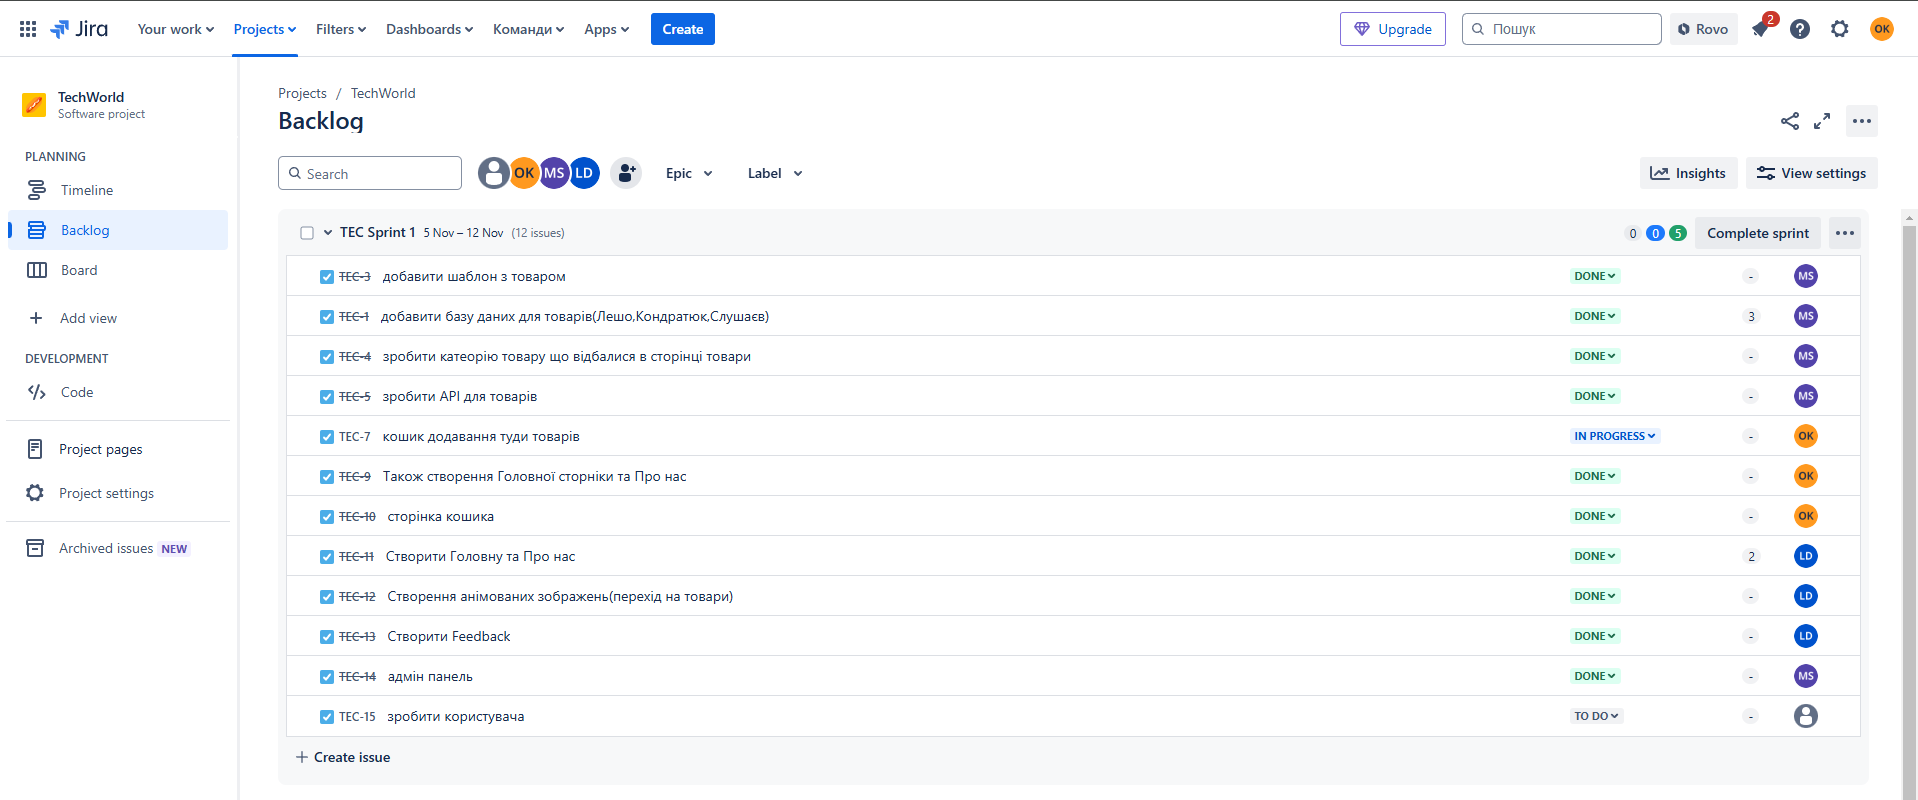 Jira Your work Projects Filters Dashboards Команди Apps Create Upgrade Пошук Rovo 2 OK
TechWorld
Software project
PLANNING
Timeline
Backlog
Board
Add view
DEVELOPMENT
Code
Project pages
Project settings
Archived issues NEW
Projects / TechWorld
Backlog
Search OK MS LD Epic Label Insights View settings
TEC Sprint 1 5 Nov – 12 Nov (12 issues) 0 0 5 Complete sprint
TEC-3 добавити шаблон з товаром DONE - MS
TEC-1 добавити базу даних для товарів(Лешо,Кондратюк,Слушаєв) DONE 3 MS
TEC-4 зробити катеорію товару що відбалися в сторінці товари DONE - MS
TEC-5 зробити API для товарів DONE - MS
TEC-7 кошик додавання туди товарів IN PROGRESS - OK
TEC-9 Також створення Головної сторніки та Про нас DONE - OK
TEC-10 сторінка кошика DONE - OK
TEC-11 Створити Головну та Про нас DONE 2 LD
TEC-12 Створення анімованих зображень(перехід на товари) DONE - LD
TEC-13 Створити Feedback DONE - LD
TEC-14 адмін панель DONE - MS
TEC-15 зробити користувача TO DO -
Create issue